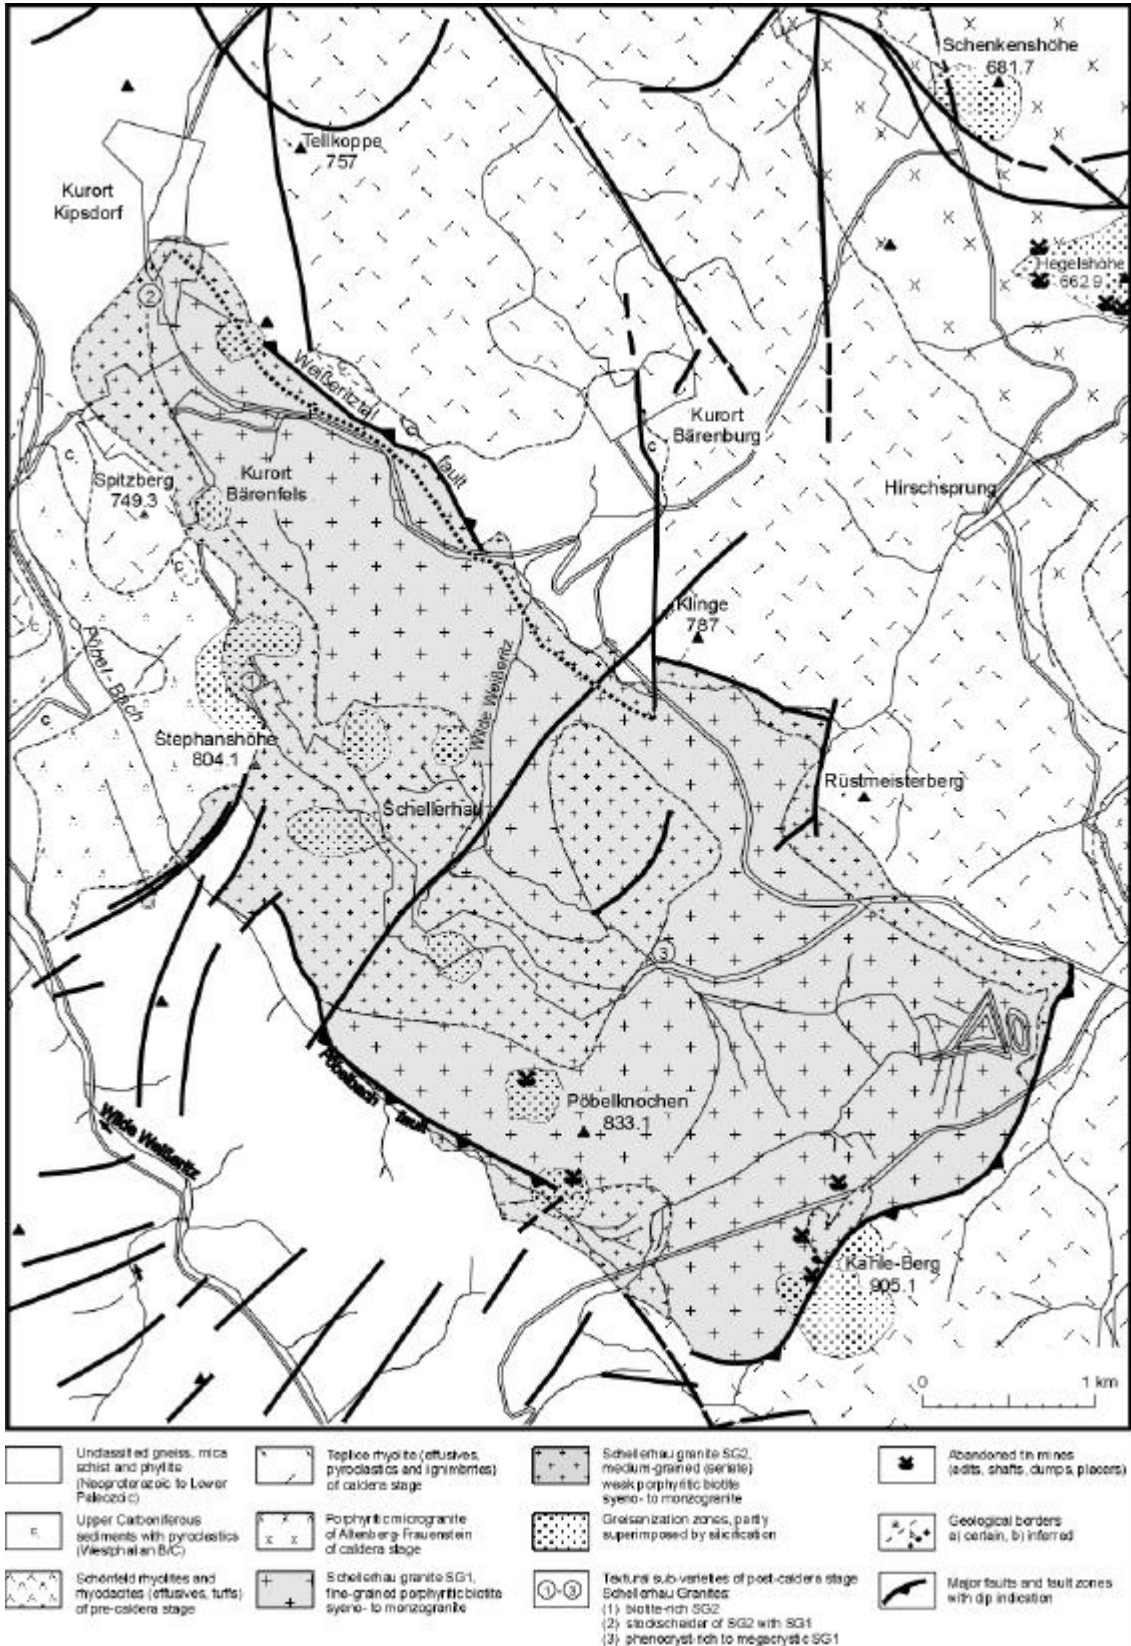 Schenkenshöhe
681.7
Tellkoppe
757
Kurort
Kipsdorf
Hegelshöhe
662.9
2
Weißeritztal
fault
c
Kurort
Bärenburg
c
c
Spitzberg
749.3
Kurort
Bärenfels
Hirschsprung
c
c
Klinge
787
Pöbel-Bach
Wilde Weißeritz
1
c
Stephanshöhe
804.1
Schellerhau
Rüstmeisterberg
3
Pöbelbach
fault
Pöbelknochen
833.1
Wilde Weißeritz
Kahle-Berg
905.1
0 1 km
Unclassified gneiss, mica
schist and phyllite
(Neoproterozoic to Lower
Paleozoic)
c
Upper Carboniferous
sediments with pyroclastics
(Westphalian B/C)
Schönfeld rhyolites and
rhyodacites (effusives, tuffs)
of pre-caldera stage
Teplice rhyolite (effusives,
pyroclastics and ignimbrites)
of caldera stage
Porphyritic microgranite
of Altenberg-Frauenstein
of caldera stage
Schellerhau granite SG1,
fine-grained porphyritic biotite
syeno- to monzogranite
Schellerhau granite SG2,
medium-grained (seriate)
weak porphyritic biotite
syeno- to monzogranite
Greisenization zones, partly
superimposed by silicification
1-3
Textural sub-varieties of post-caldera stage
Schellerhau Granites:
(1) biotite-rich SG2
(2) stockscheider of SG2 with SG1
(3) phenocryst-rich to megacrystic SG1
Abandoned tin mines
(adits, shafts, dumps, placers)
Geological borders
a) certain, b) inferred
Major faults and fault zones
with dip indication